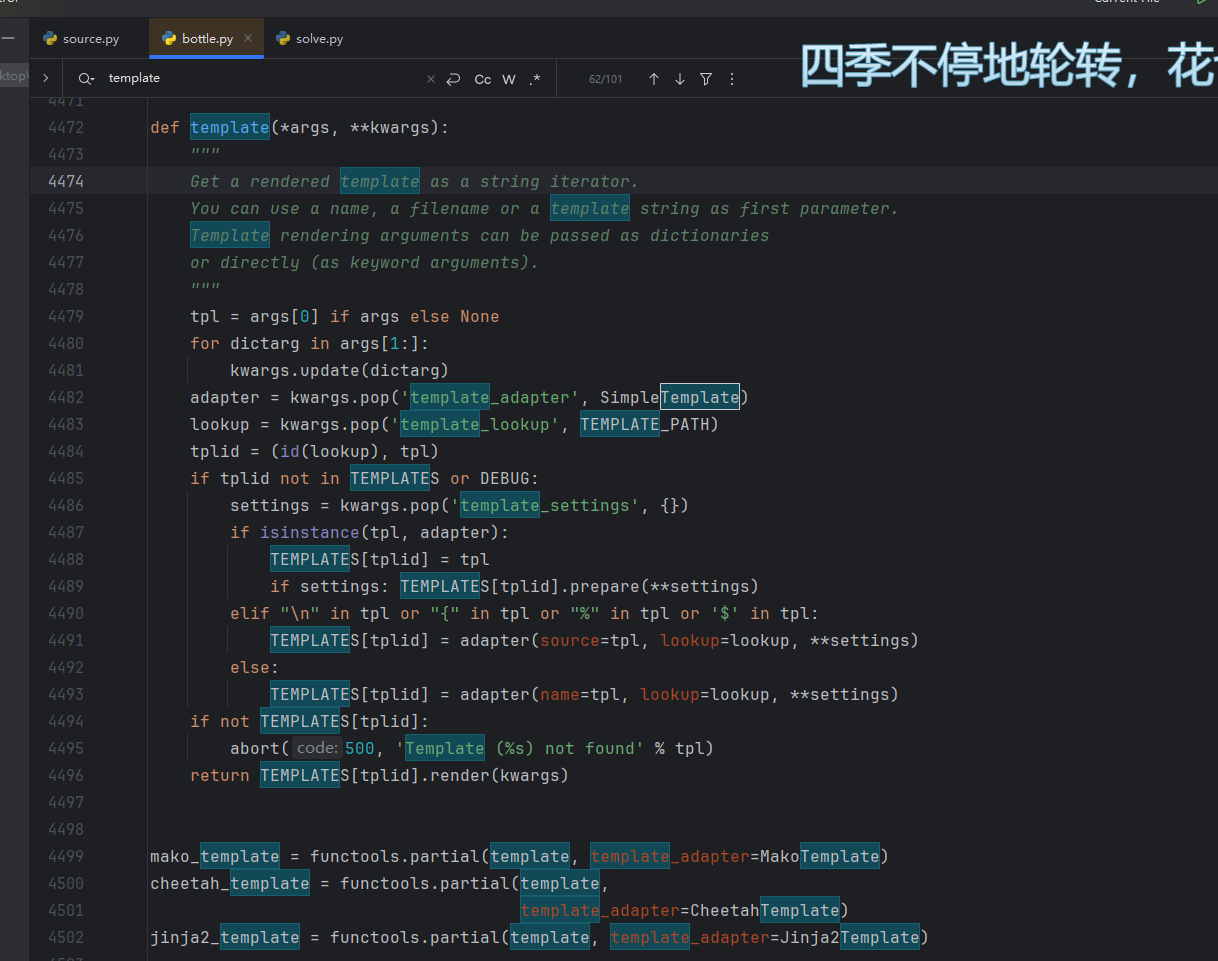 Current File
source.py bottle.py × solve.py
四季不停地轮转，花
ktop\ > template × Cc W .* 62/101
4471
4472 def template(*args, **kwargs):
4473     """
4474     Get a rendered template as a string iterator.
4475     You can use a name, a filename or a template string as first parameter.
4476     Template rendering arguments can be passed as dictionaries
4477     or directly (as keyword arguments).
4478     """
4479     tpl = args[0] if args else None
4480     for dictarg in args[1:]:
4481         kwargs.update(dictarg)
4482     adapter = kwargs.pop('template_adapter', SimpleTemplate)
4483     lookup = kwargs.pop('template_lookup', TEMPLATE_PATH)
4484     tplid = (id(lookup), tpl)
4485     if tplid not in TEMPLATES or DEBUG:
4486         settings = kwargs.pop('template_settings', {})
4487         if isinstance(tpl, adapter):
4488             TEMPLATES[tplid] = tpl
4489             if settings: TEMPLATES[tplid].prepare(**settings)
4490         elif "\n" in tpl or "{" in tpl or "%" in tpl or '$' in tpl:
4491             TEMPLATES[tplid] = adapter(source=tpl, lookup=lookup, **settings)
4492         else:
4493             TEMPLATES[tplid] = adapter(name=tpl, lookup=lookup, **settings)
4494     if not TEMPLATES[tplid]:
4495         abort( code: 500, 'Template (%s) not found' % tpl)
4496     return TEMPLATES[tplid].render(kwargs)
4497
4498
4499 mako_template = functools.partial(template, template_adapter=MakoTemplate)
4500 cheetah_template = functools.partial(template,
4501                                      template_adapter=CheetahTemplate)
4502 jinja2_template = functools.partial(template, template_adapter=Jinja2Template)